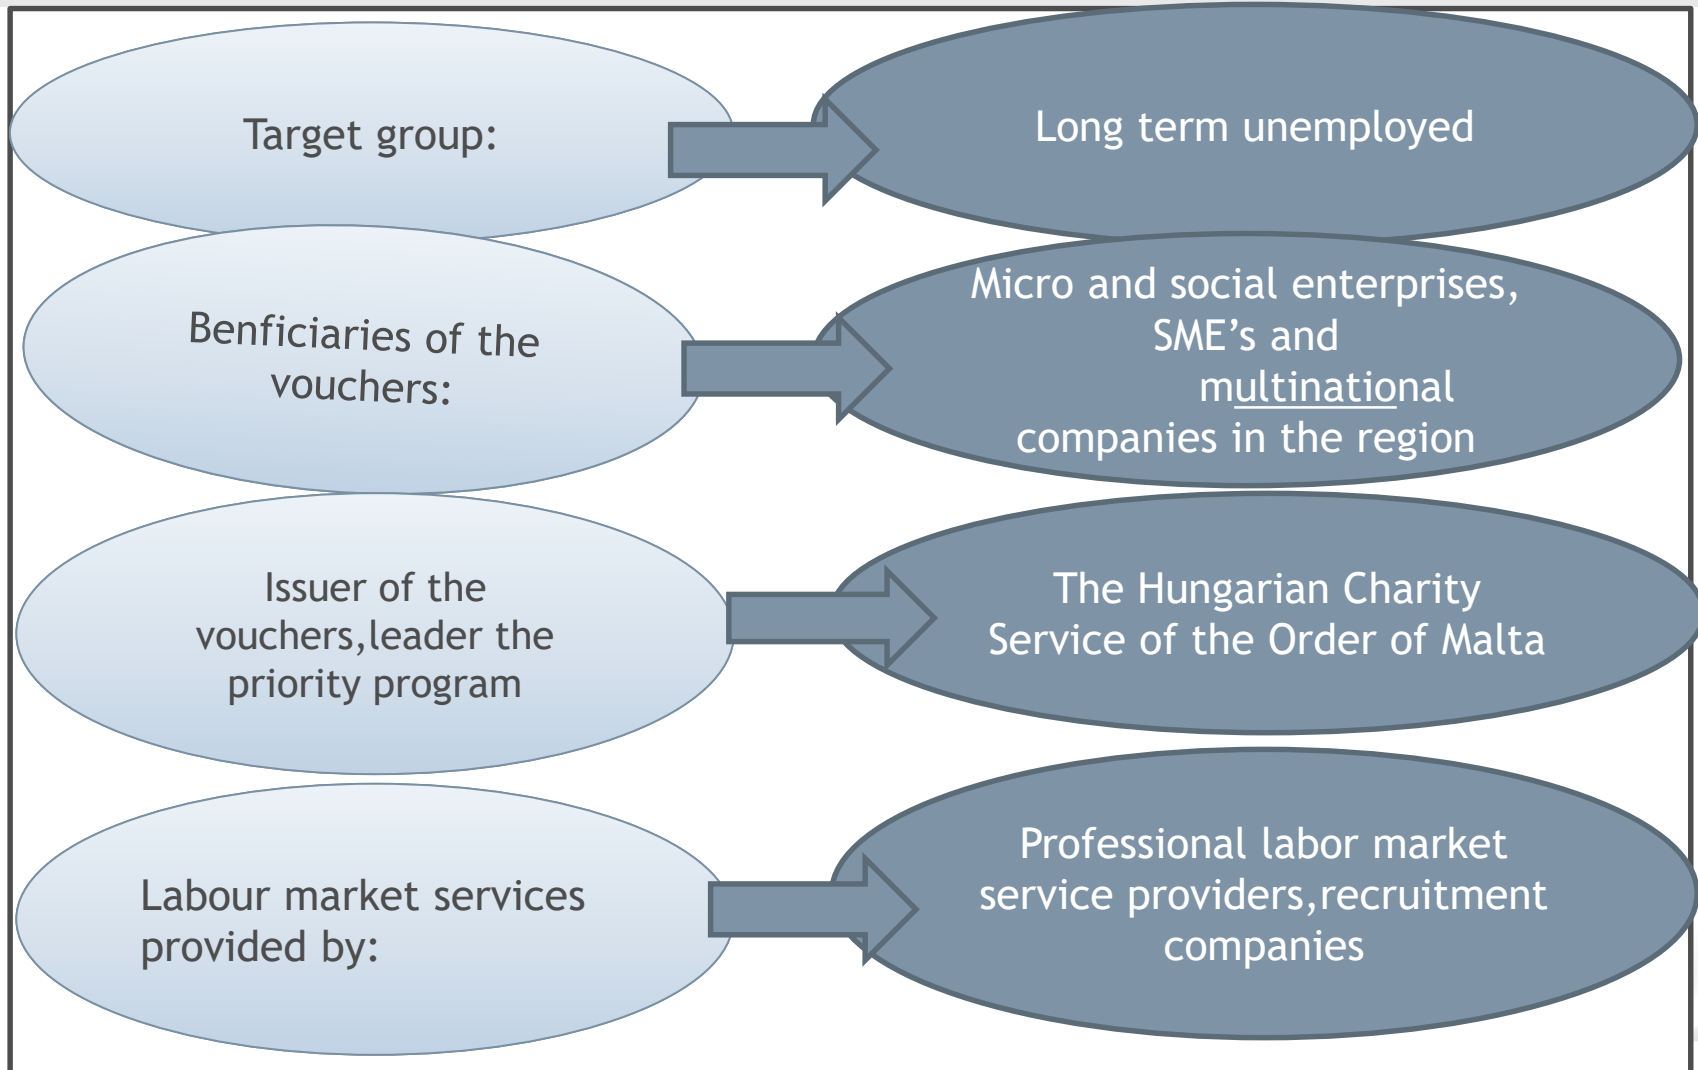 Target group:
Long term unemployed
Benficiaries of the
vouchers:
Micro and social enterprises,
SME’s and
multinational
companies in the region
Issuer of the
vouchers,leader the
priority program
The Hungarian Charity
Service of the Order of Malta
Labour market services
provided by:
Professional labor market
service providers,recruitment
companies